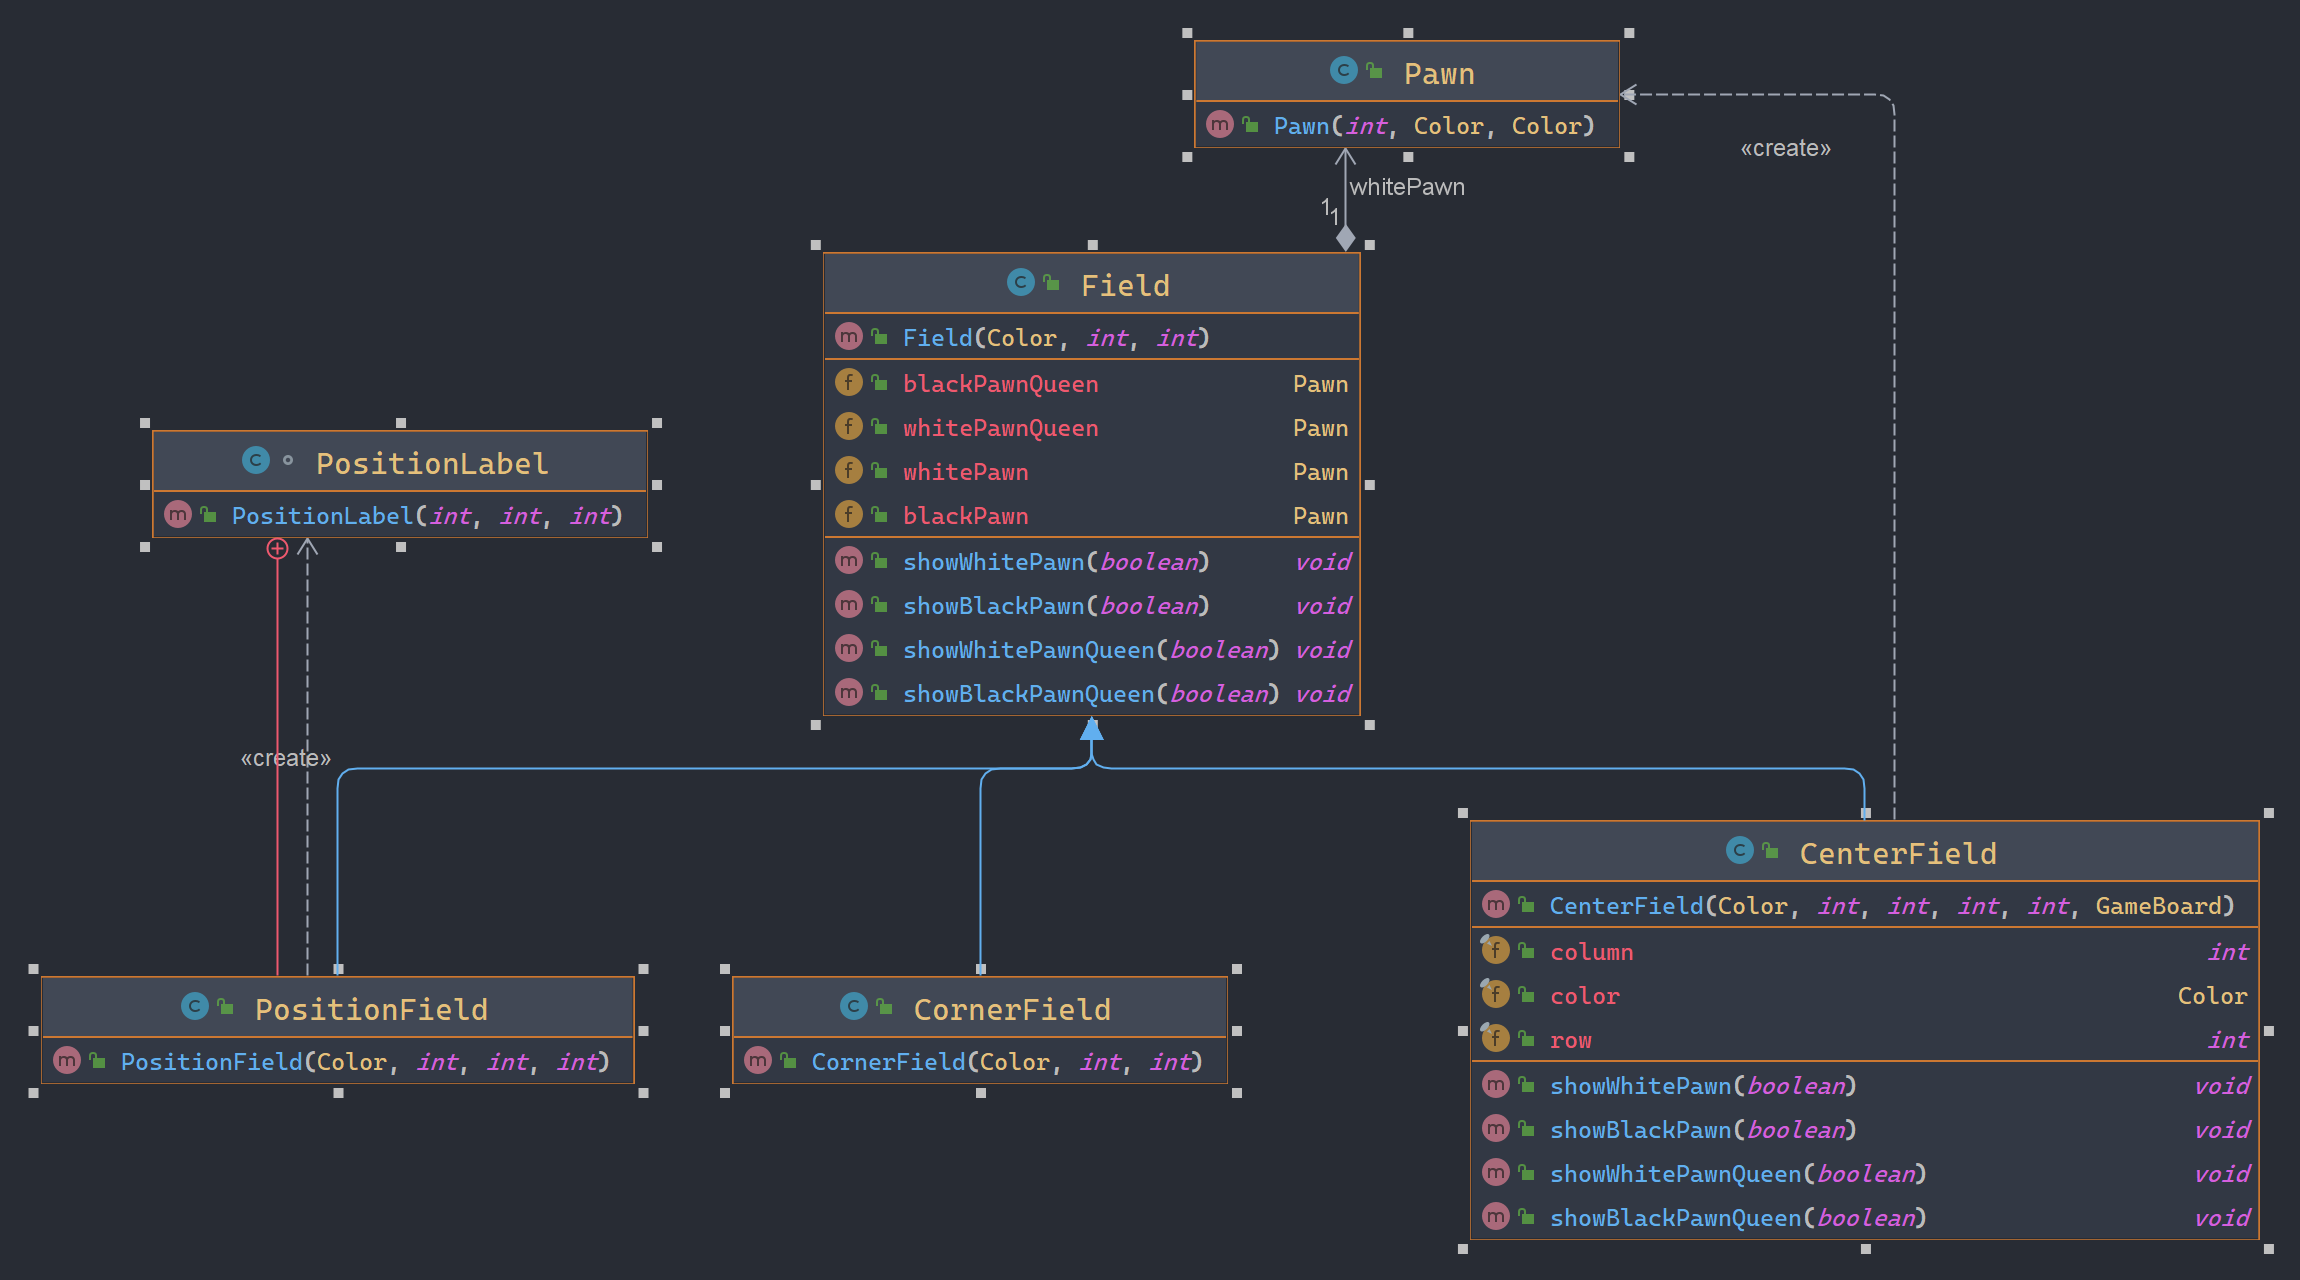 Pawn
Pawn(int, Color, Color)
«create»
whitePawn
1
1
Field
Field(Color, int, int)
blackPawnQueen Pawn
whitePawnQueen Pawn
whitePawn Pawn
blackPawn Pawn
showWhitePawn(boolean) void
showBlackPawn(boolean) void
showWhitePawnQueen(boolean) void
showBlackPawnQueen(boolean) void
PositionLabel
PositionLabel(int, int, int)
«create»
PositionField
PositionField(Color, int, int, int)
CornerField
CornerField(Color, int, int)
CenterField
CenterField(Color, int, int, int, int, GameBoard)
column int
color Color
row int
showWhitePawn(boolean) void
showBlackPawn(boolean) void
showWhitePawnQueen(boolean) void
showBlackPawnQueen(boolean) void